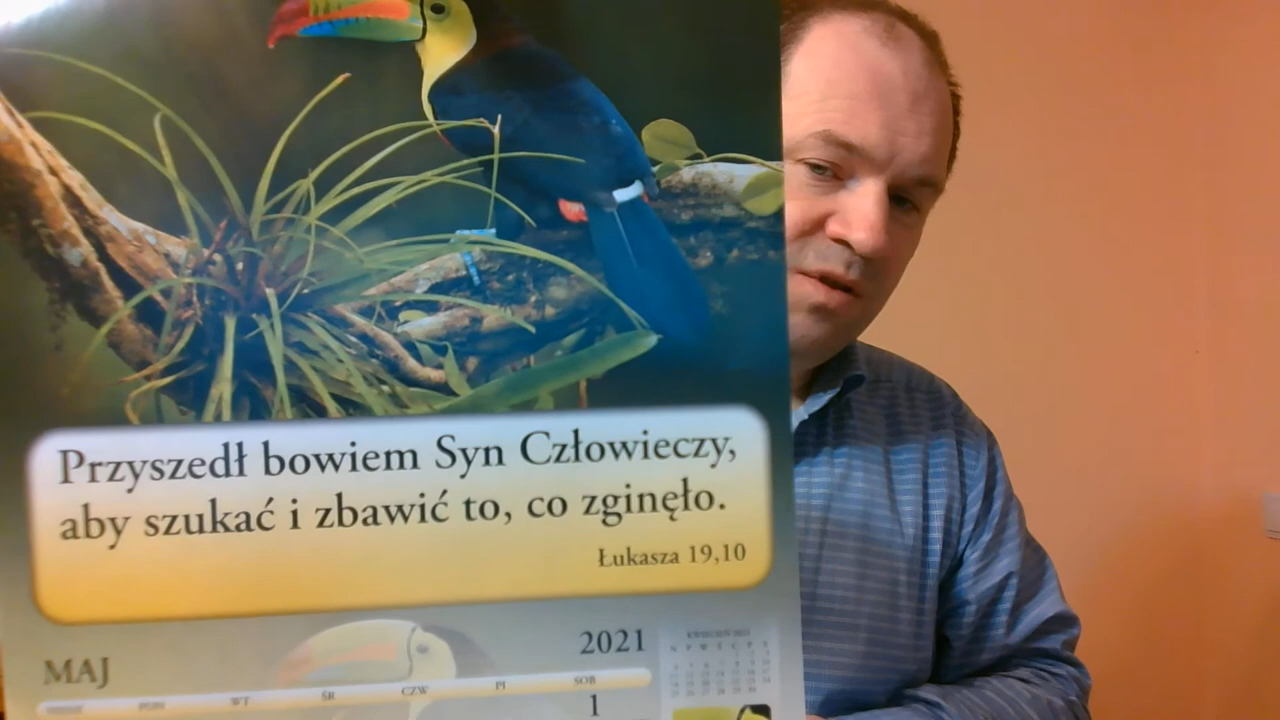 Przyszedł bowiem Syn Człowieczy,
aby szukać i zbawić to, co zginęło.
Łukasza 19,10
MAJ
2021
WT ŚR CZW PI SOB
1